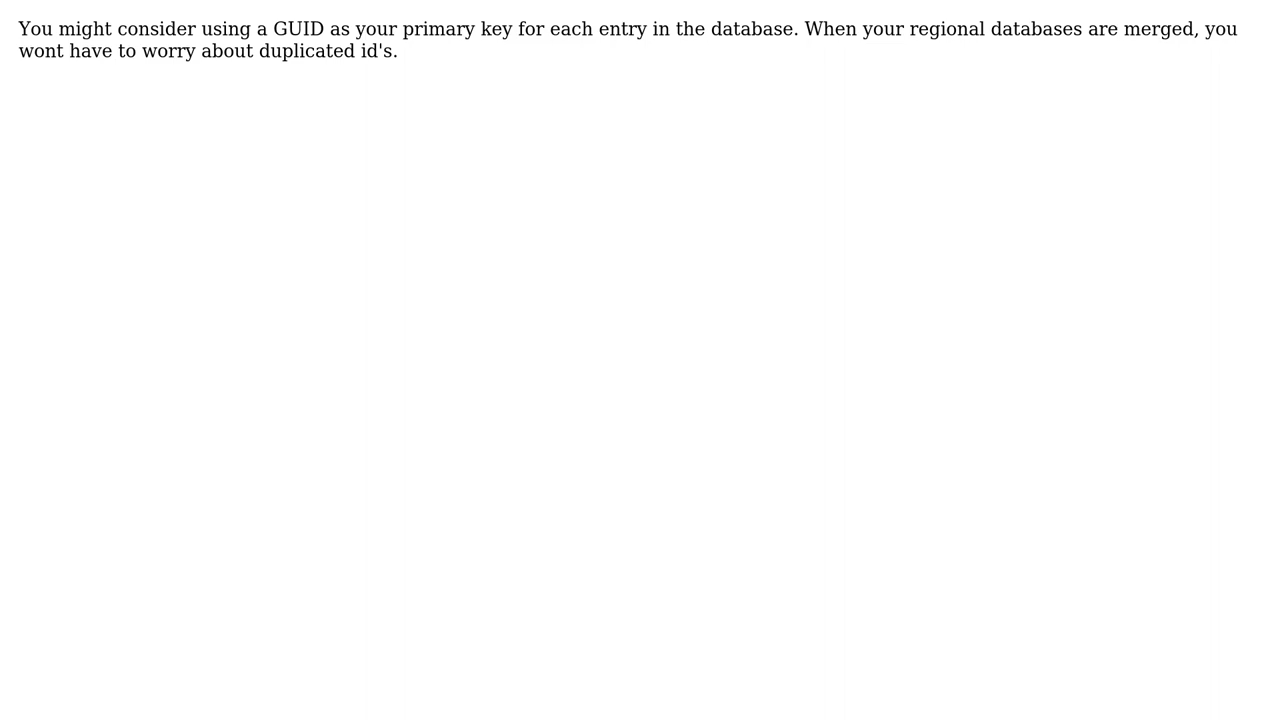 You might consider using a GUID as your primary key for each entry in the database. When your regional databases are merged, you
wont have to worry about duplicated id's.